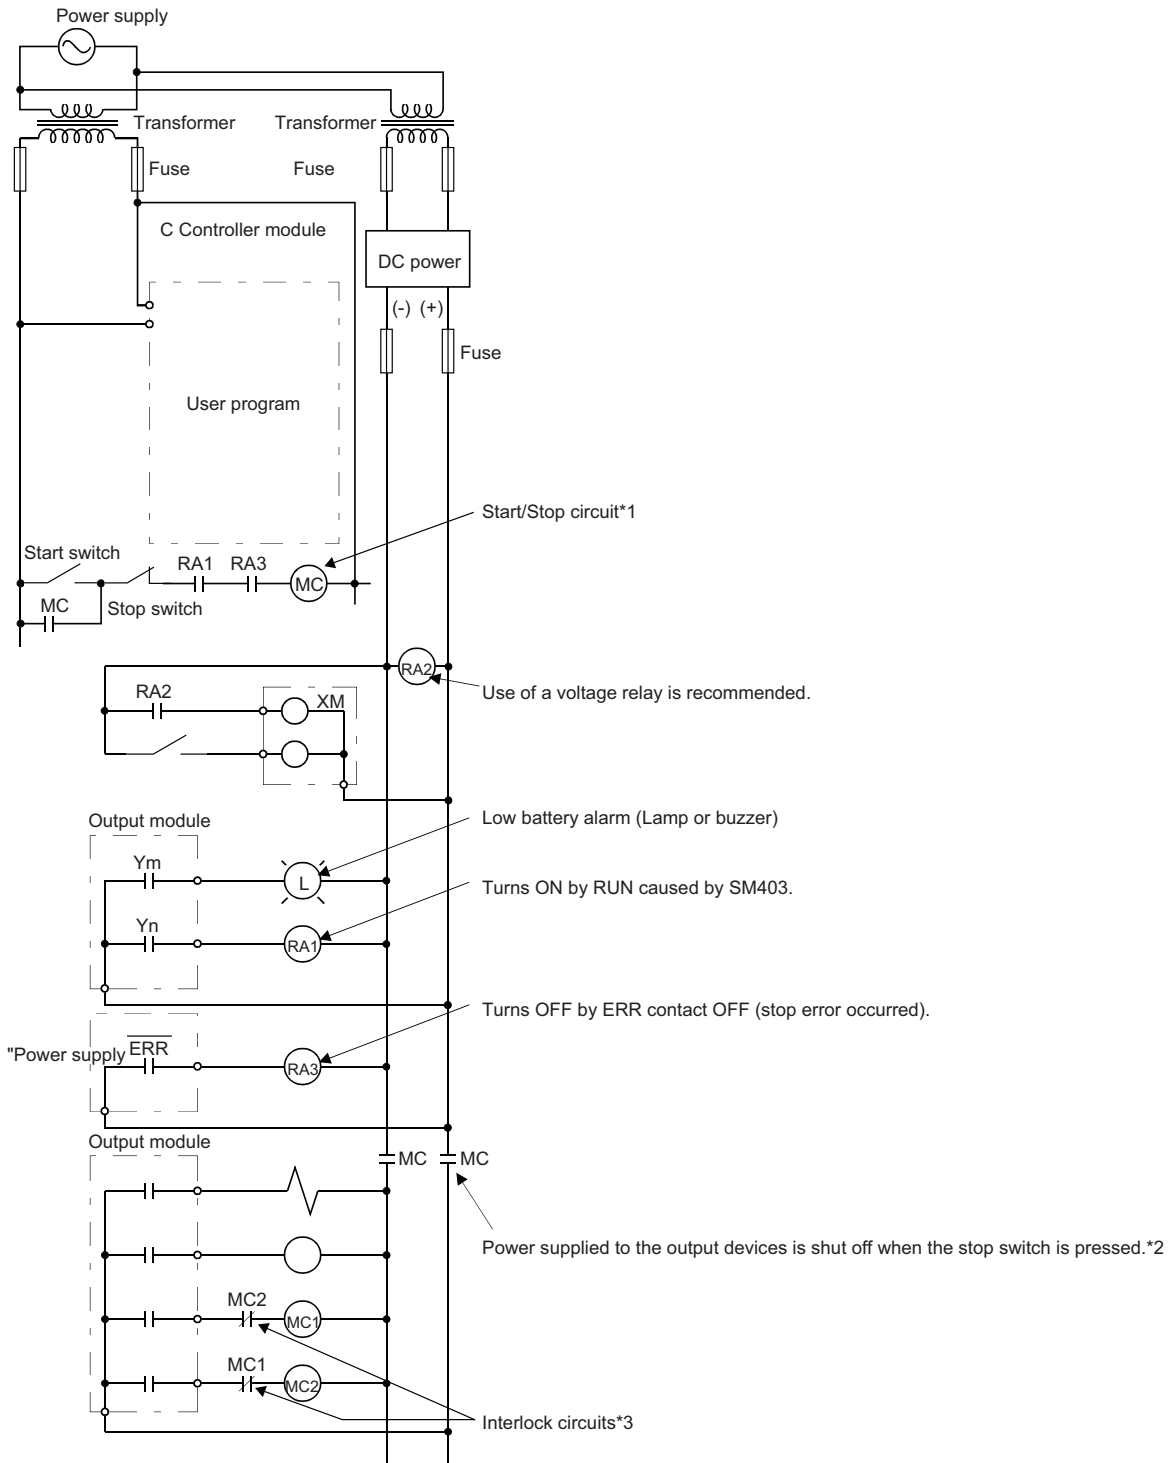 Power supply
Transformer
Transformer
Fuse
Fuse
C Controller module
DC power
(-) (+)
Fuse
User program
Start/Stop circuit*1
Start switch
RA1
RA3
MC
MC
Stop switch
RA2
Use of a voltage relay is recommended.
RA2
XM
Low battery alarm (Lamp or buzzer)
Output module
Ym
L
Turns ON by RUN caused by SM403.
Yn
RA1
Turns OFF by ERR contact OFF (stop error occurred).
"Power supply
ERR
RA3
Output module
MC
MC
Power supplied to the output devices is shut off when the stop switch is pressed.*2
MC2
MC1
MC1
MC2
Interlock circuits*3